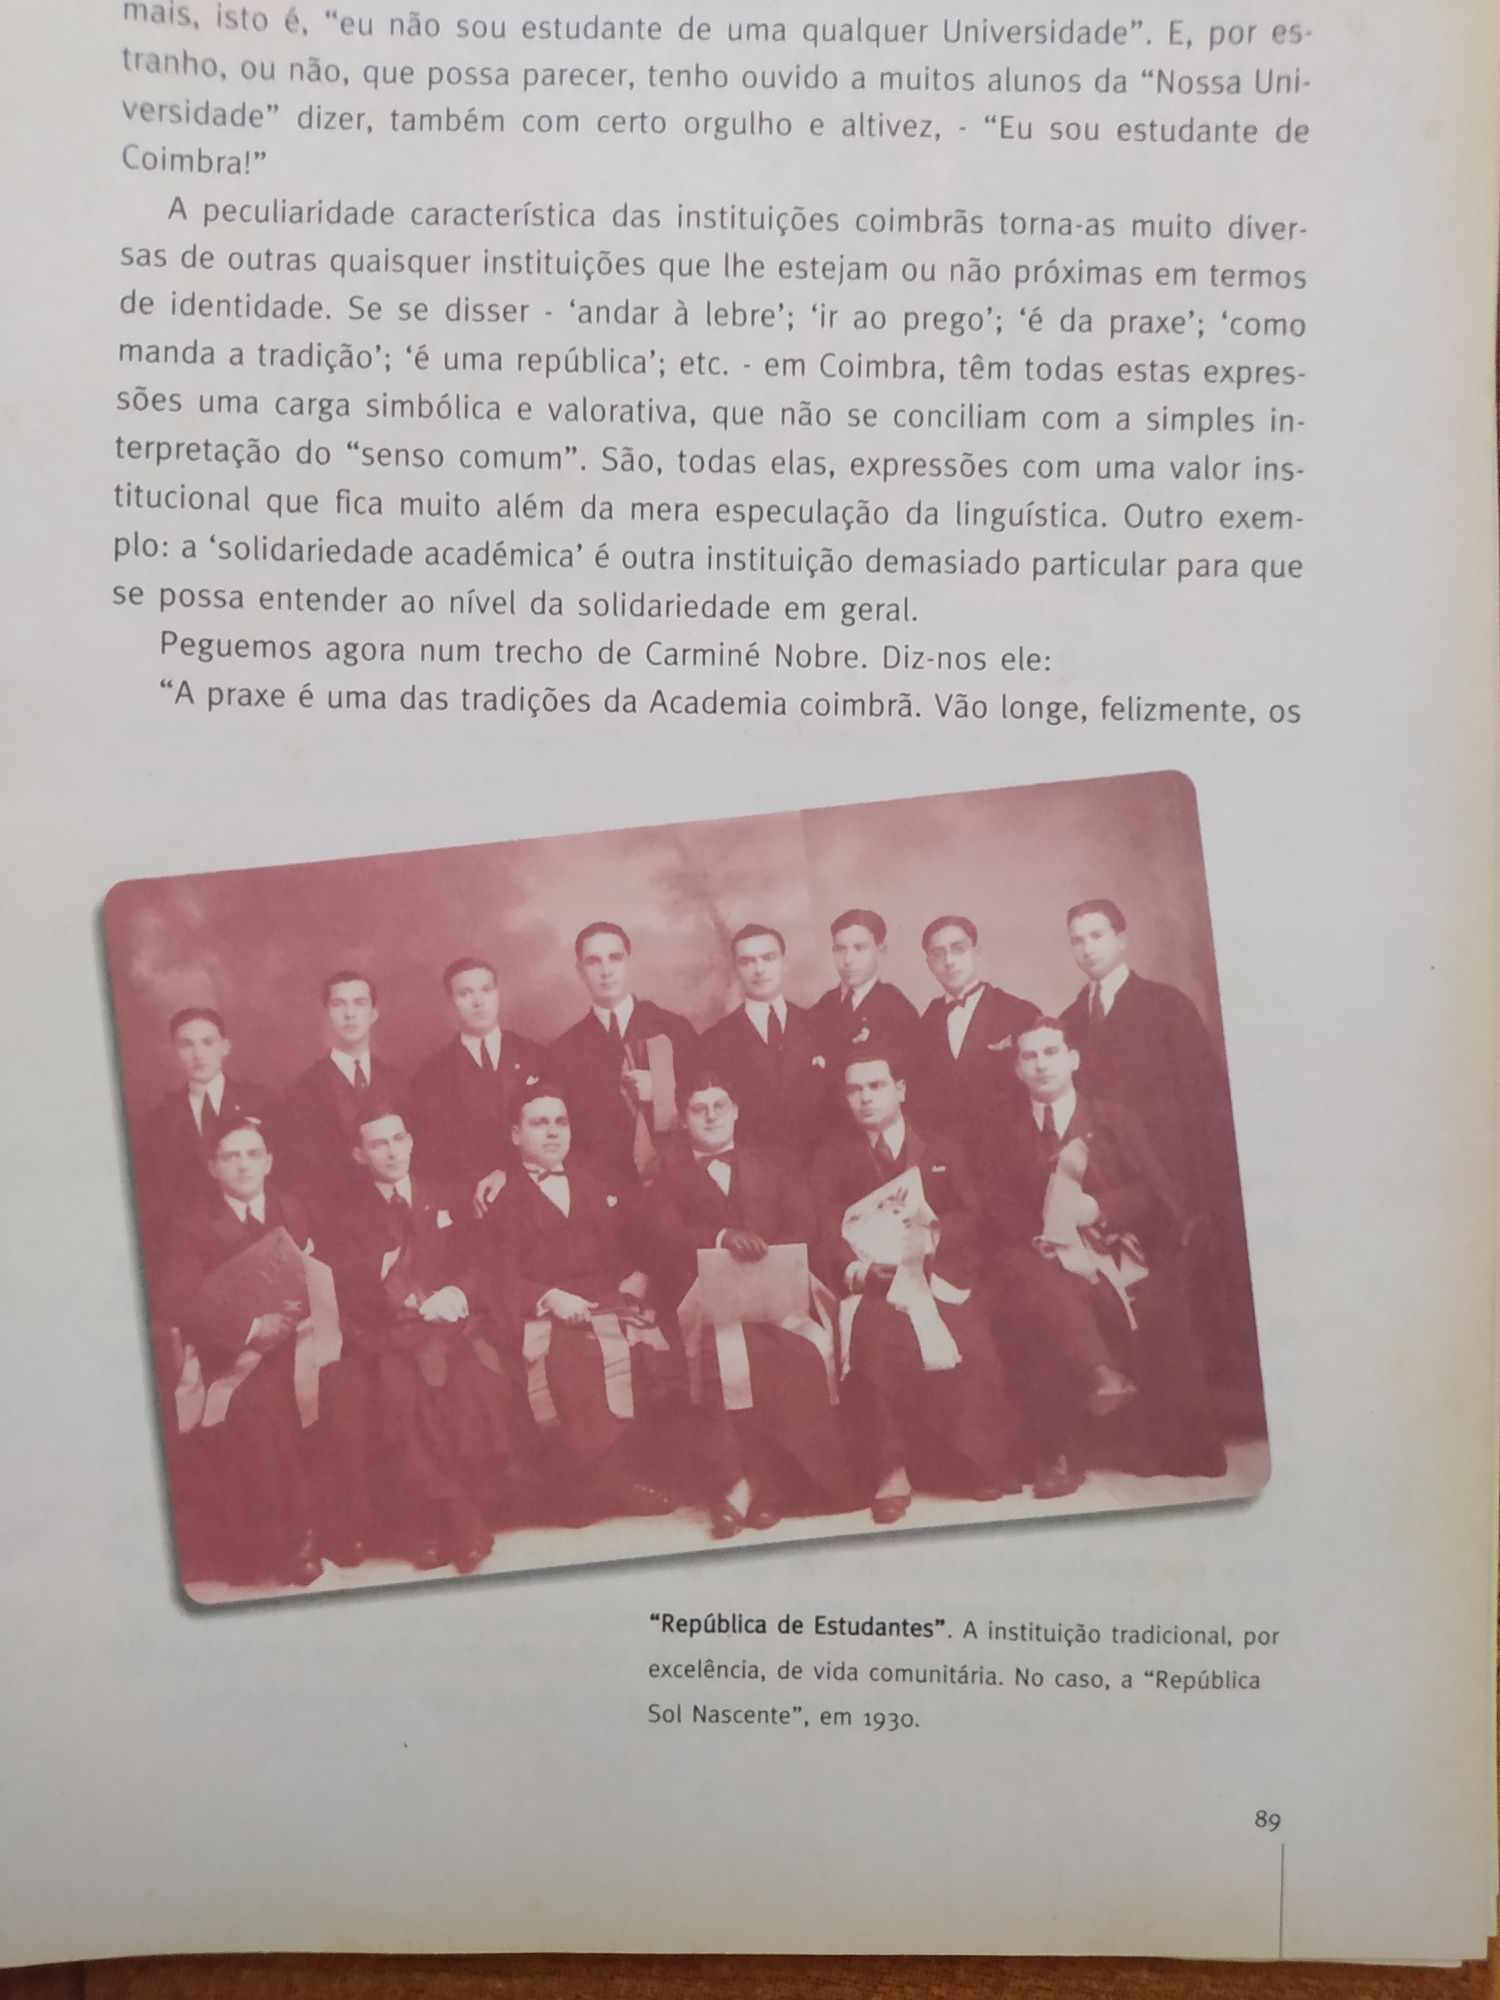 mais, isto é, “eu não sou estudante de uma qualquer Universidade”. E, por es-
tranho, ou não, que possa parecer, tenho ouvido a muitos alunos da “Nossa Uni-
versidade” dizer, também com certo orgulho e altivez, - “Eu sou estudante de
Coimbra!”
A peculiaridade característica das instituições coimbrãs torna-as muito diver-
sas de outras quaisquer instituições que lhe estejam ou não próximas em termos
de identidade. Se se disser - ‘andar à lebre’; ‘ir ao prego’; ‘é da praxe’; ‘como
manda a tradição’; ‘é uma república’; etc. - em Coimbra, têm todas estas expres-
sões uma carga simbólica e valorativa, que não se conciliam com a simples in-
terpretação do “senso comum”. São, todas elas, expressões com uma valor ins-
titucional que fica muito além da mera especulação da linguística. Outro exem-
plo: a ‘solidariedade académica’ é outra instituição demasiado particular para que
se possa entender ao nível da solidariedade em geral.
Peguemos agora num trecho de Carminé Nobre. Diz-nos ele:
“A praxe é uma das tradições da Academia coimbrã. Vão longe, felizmente, os
“República de Estudantes”. A instituição tradicional, por
excelência, de vida comunitária. No caso, a “República
Sol Nascente”, em 1930.
89